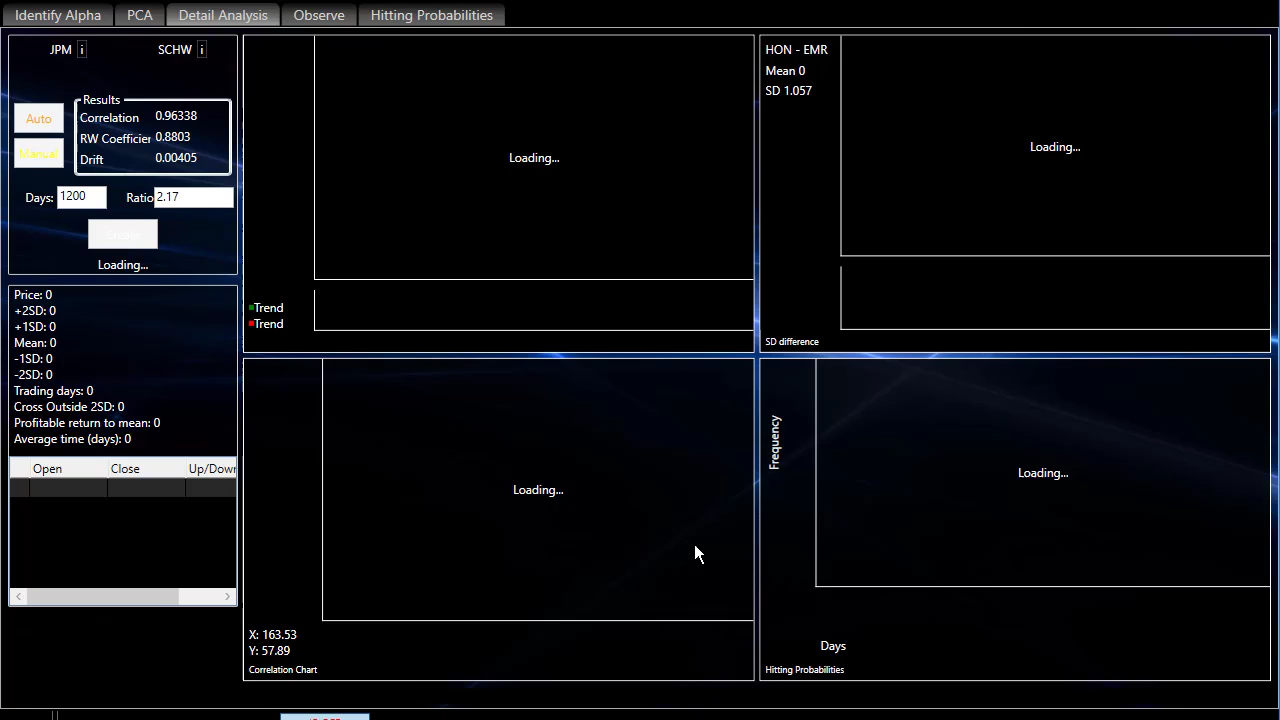 Identify Alpha PCA Detail Analysis Observe Hitting Probabilities
JPM i SCHW i
Results
Auto
Manual
Correlation 0.96338
RW Coefficier 0.8803
Drift 0.00405
Days: 1200 Ratio 2.17
Loading...
Price: 0
+2SD: 0
+1SD: 0
Mean: 0
-1SD: 0
-2SD: 0
Trading days: 0
Cross Outside 2SD: 0
Profitable return to mean: 0
Average time (days): 0
Open Close Up/Down
Loading...
Trend
Trend
HON - EMR
Mean 0
SD 1.057
Loading...
SD difference
Loading...
X: 163.53
Y: 57.89
Correlation Chart
Frequency
Loading...
Days
Hitting Probabilities